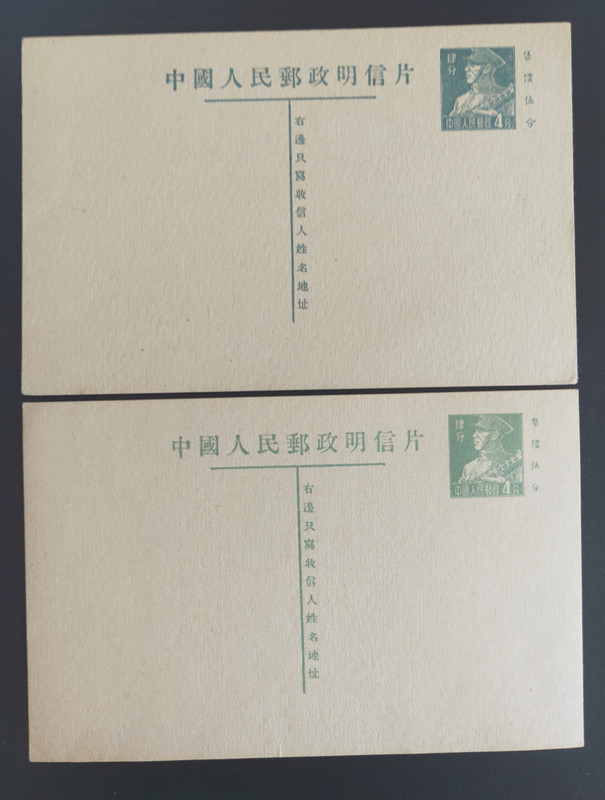 中國人民郵政明信片
肆分
中國人民郵政 4分
售價伍分
右邊只寫收信人姓名地址
中國人民郵政明信片
肆分
中國人民郵政 4分
售價伍分
右邊只寫收信人姓名地址